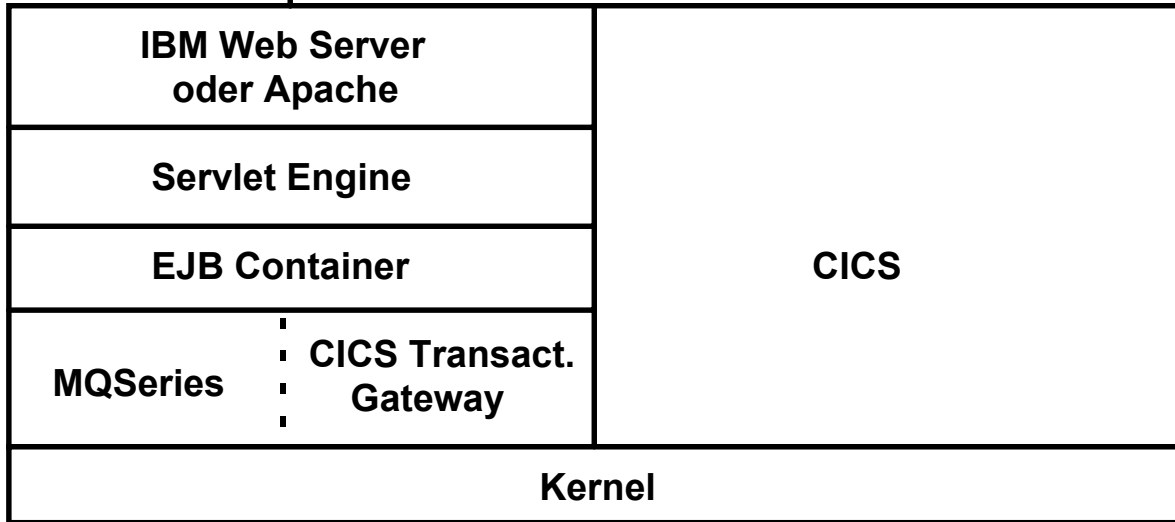 IBM Web Server
oder Apache
Servlet Engine
EJB Container
CICS
MQSeries
CICS Transact.
Gateway
Kernel